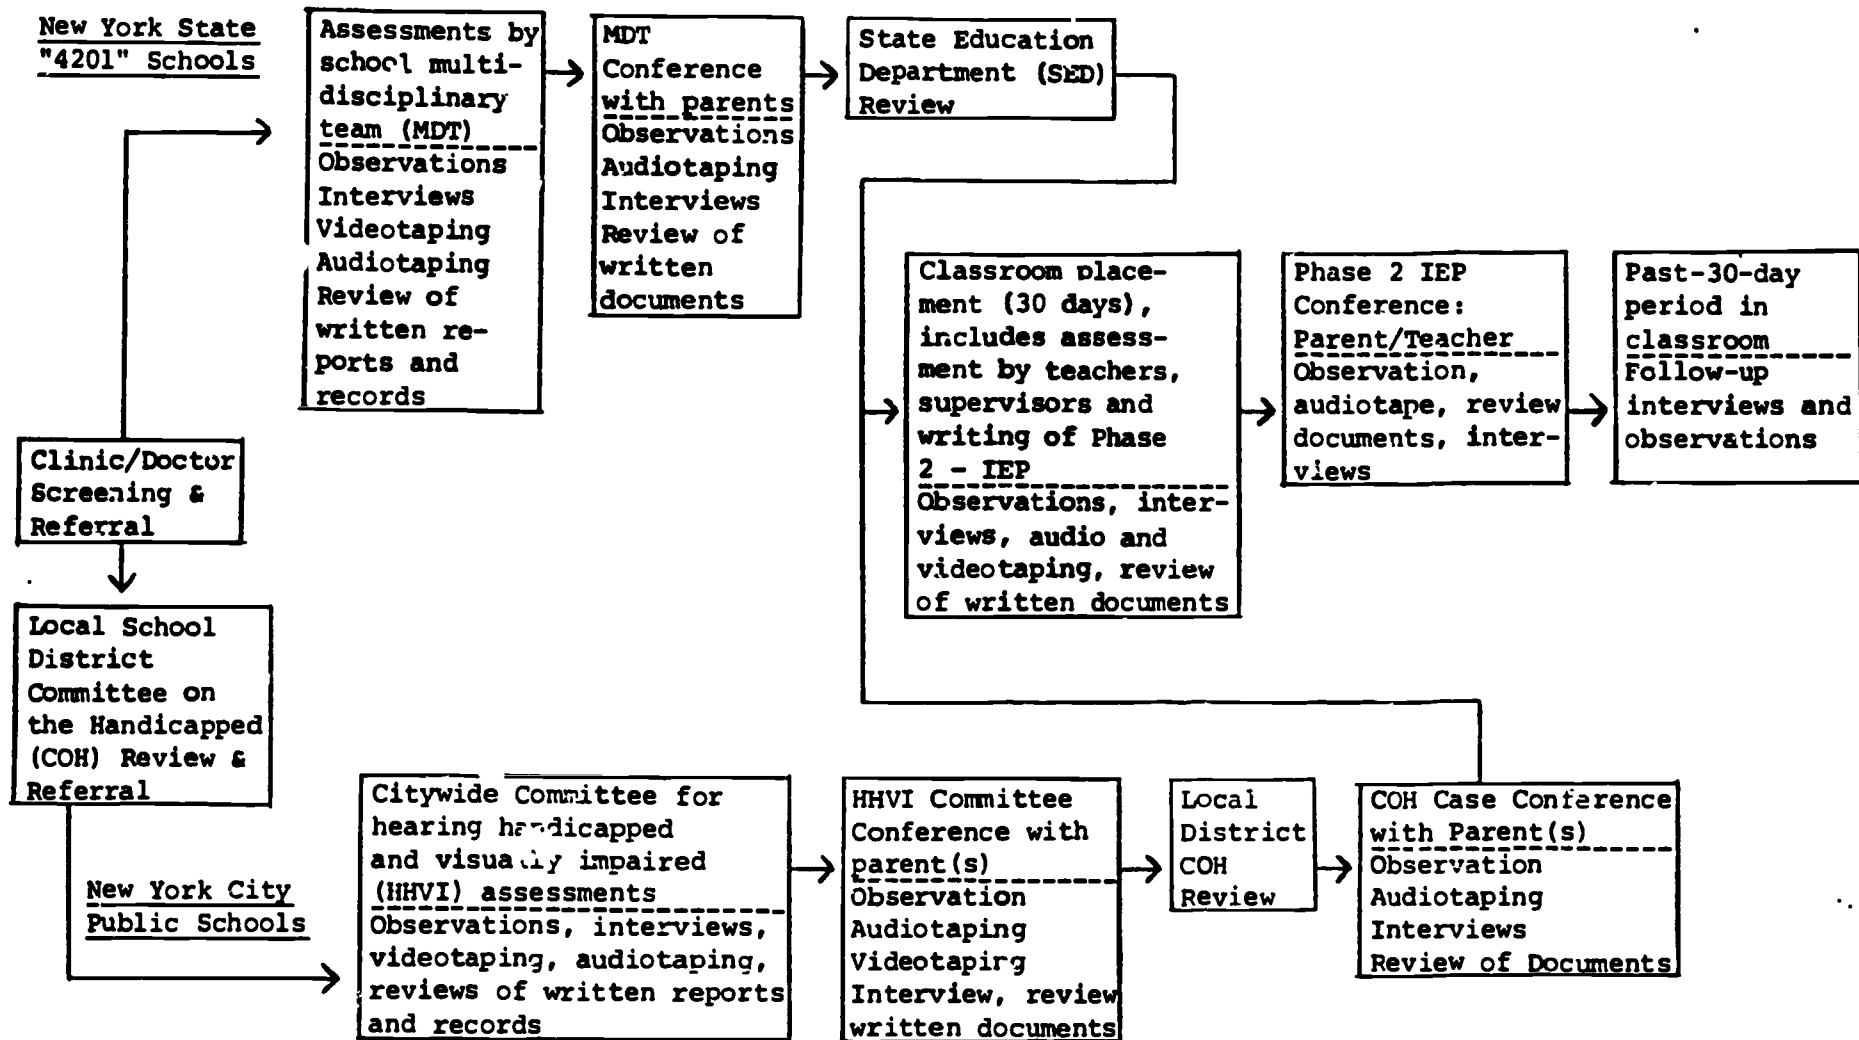 New York State
"4201" Schools
Assessments by
school multi-
disciplinary
team (MDT)
Observations
Interviews
Videotaping
Audiotaping
Review of
written re-
ports and
records
MDT
Conference
with parents
Observations
Audiotaping
Interviews
Review of
written
documents
State Education
Department (SED)
Review
Clinic/Doctor
Screening &
Referral
Local School
District
Committee on
the Handicapped
(COH) Review &
Referral
New York City
Public Schools
Citywide Committee for
hearing handicapped
and visually impaired
(HHVI) assessments
Observations, interviews,
videotaping, audiotaping,
reviews of written reports
and records
HHVI Committee
Conference with
parent(s)
Observation
Audiotaping
Videotaping
Interview, review
written documents
Local
District
COH
Review
COH Case Conference
with Parent(s)
Observation
Audiotaping
Interviews
Review of Documents
Classroom place-
ment (30 days),
includes assess-
ment by teachers,
supervisors and
writing of Phase
2 - IEP
Observations, inter-
views, audio and
videotaping, review
of written documents
Phase 2 IEP
Conference:
Parent/Teacher
Observation,
audiotape, review
documents, inter-
views
Past-30-day
period in
classroom
Follow-up
interviews and
observations